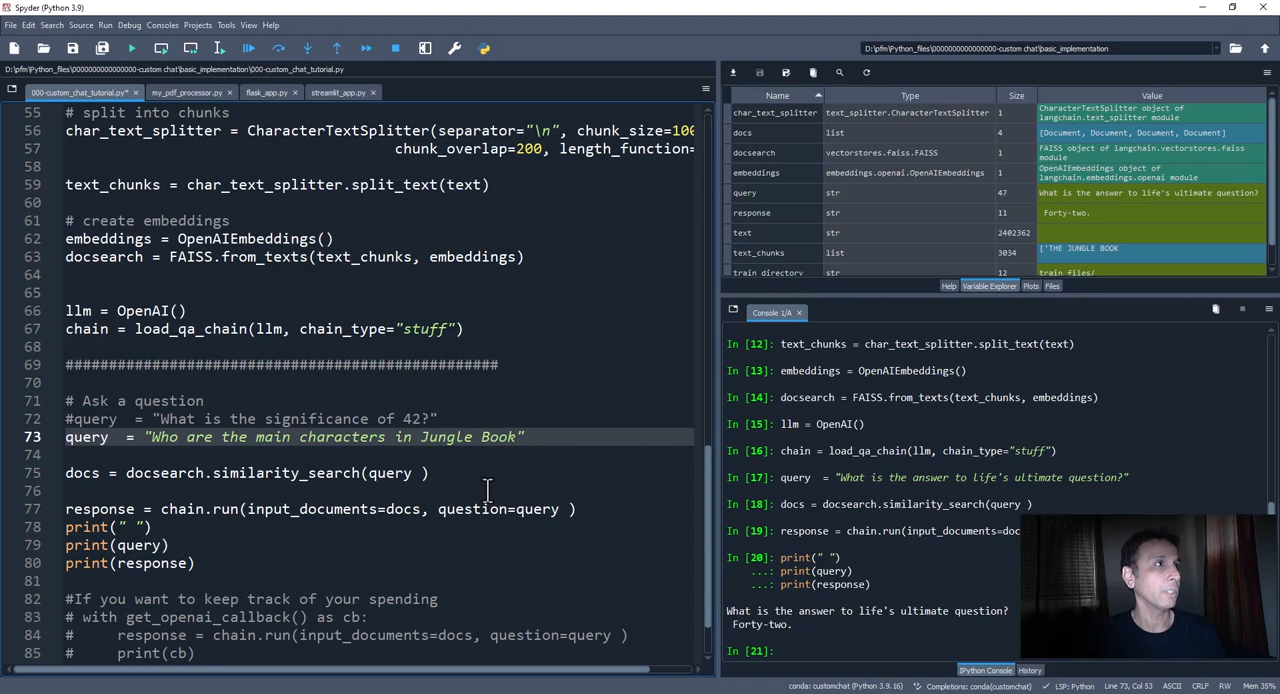 Spyder (Python 3.9)
File Edit Search Source Run Debug Consoles Projects Tools View Help
D:\pfm\Python_files\0000000000000000-custom chat\basic_implementation
D:\pfm\Python_files\0000000000000000-custom chat\basic_implementation\000-custom_chat_tutorial.py
000-custom_chat_tutorial.py* my_pdf_processor.py flask_app.py streamlit_app.py
55 # split into chunks
56 char_text_splitter = CharacterTextSplitter(separator="\n", chunk_size=100
57 chunk_overlap=200, length_function=
58
59 text_chunks = char_text_splitter.split_text(text)
60
61 # create embeddings
62 embeddings = OpenAIEmbeddings()
63 docsearch = FAISS.from_texts(text_chunks, embeddings)
64
65
66 llm = OpenAI()
67 chain = load_qa_chain(llm, chain_type="stuff")
68
69 ##################################################
70
71 # Ask a question
72 #query  = "What is the significance of 42?"
73 query  = "Who are the main characters in Jungle Book"
74
75 docs = docsearch.similarity_search(query )
76
77 response = chain.run(input_documents=docs, question=query )
78 print(" ")
79 print(query)
80 print(response)
81
82 #If you want to keep track of your spending
83 # with get_openai_callback() as cb:
84 #     response = chain.run(input_documents=docs, question=query )
85 #     print(cb)
Name Type Size Value
char_text_splitter text_splitter.CharacterTextSplitter 1 CharacterTextSplitter object of
langchain.text_splitter module
docs list 4 [Document, Document, Document, Document]
docsearch vectorstores.faiss.FAISS 1 FAISS object of langchain.vectorstores.faiss
module
embeddings embeddings.openai.OpenAIEmbeddings 1 OpenAIEmbeddings object of
langchain.embeddings.openai module
query str 47 What is the answer to life's ultimate question?
response str 11 Forty-two.
text str 2402362
text_chunks list 3034 ['THE JUNGLE BOOK
train_directory str 12 train_files/
Help Variable Explorer Plots Files
Console 1/A
In [12]: text_chunks = char_text_splitter.split_text(text)
In [13]: embeddings = OpenAIEmbeddings()
In [14]: docsearch = FAISS.from_texts(text_chunks, embeddings)
In [15]: llm = OpenAI()
In [16]: chain = load_qa_chain(llm, chain_type="stuff")
In [17]: query  = "What is the answer to life's ultimate question?"
In [18]: docs = docsearch.similarity_search(query )
In [19]: response = chain.run(input_documents=doc
In [20]: print(" ")
...: print(query)
...: print(response)
What is the answer to life's ultimate question?
Forty-two.
In [21]:
IPython Console History
conda: customchat (Python 3.9.16) Completions: conda(customchat) LSP: Python Line 73, Col 53 ASCII CRLF RW Mem 35%